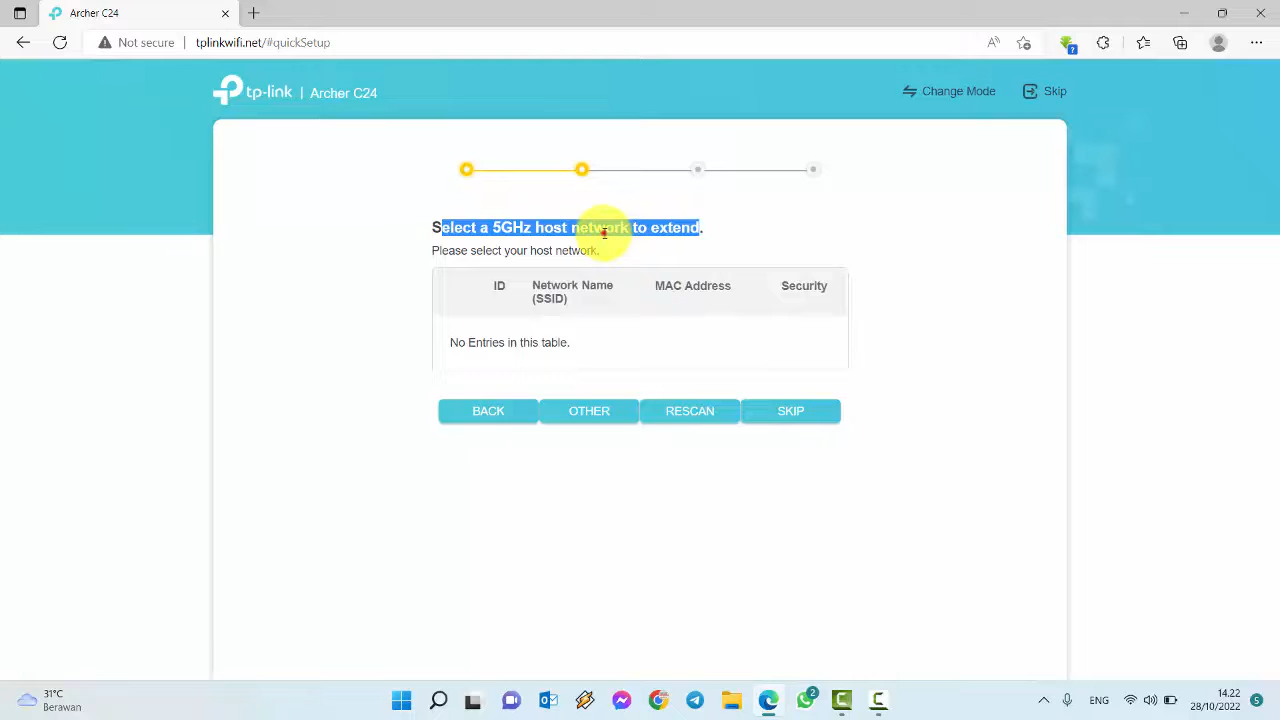 Archer C24
Not secure
tplinkwifi.net/#quickSetup
tp-link | Archer C24
Change Mode
Skip
Select a 5GHz host network to extend.
Please select your host network.
ID
Network Name
(SSID)
MAC Address
Security
No Entries in this table.
BACK
OTHER
RESCAN
SKIP
31°C
Berawan
2
ENG
14.22
28/10/2022
5